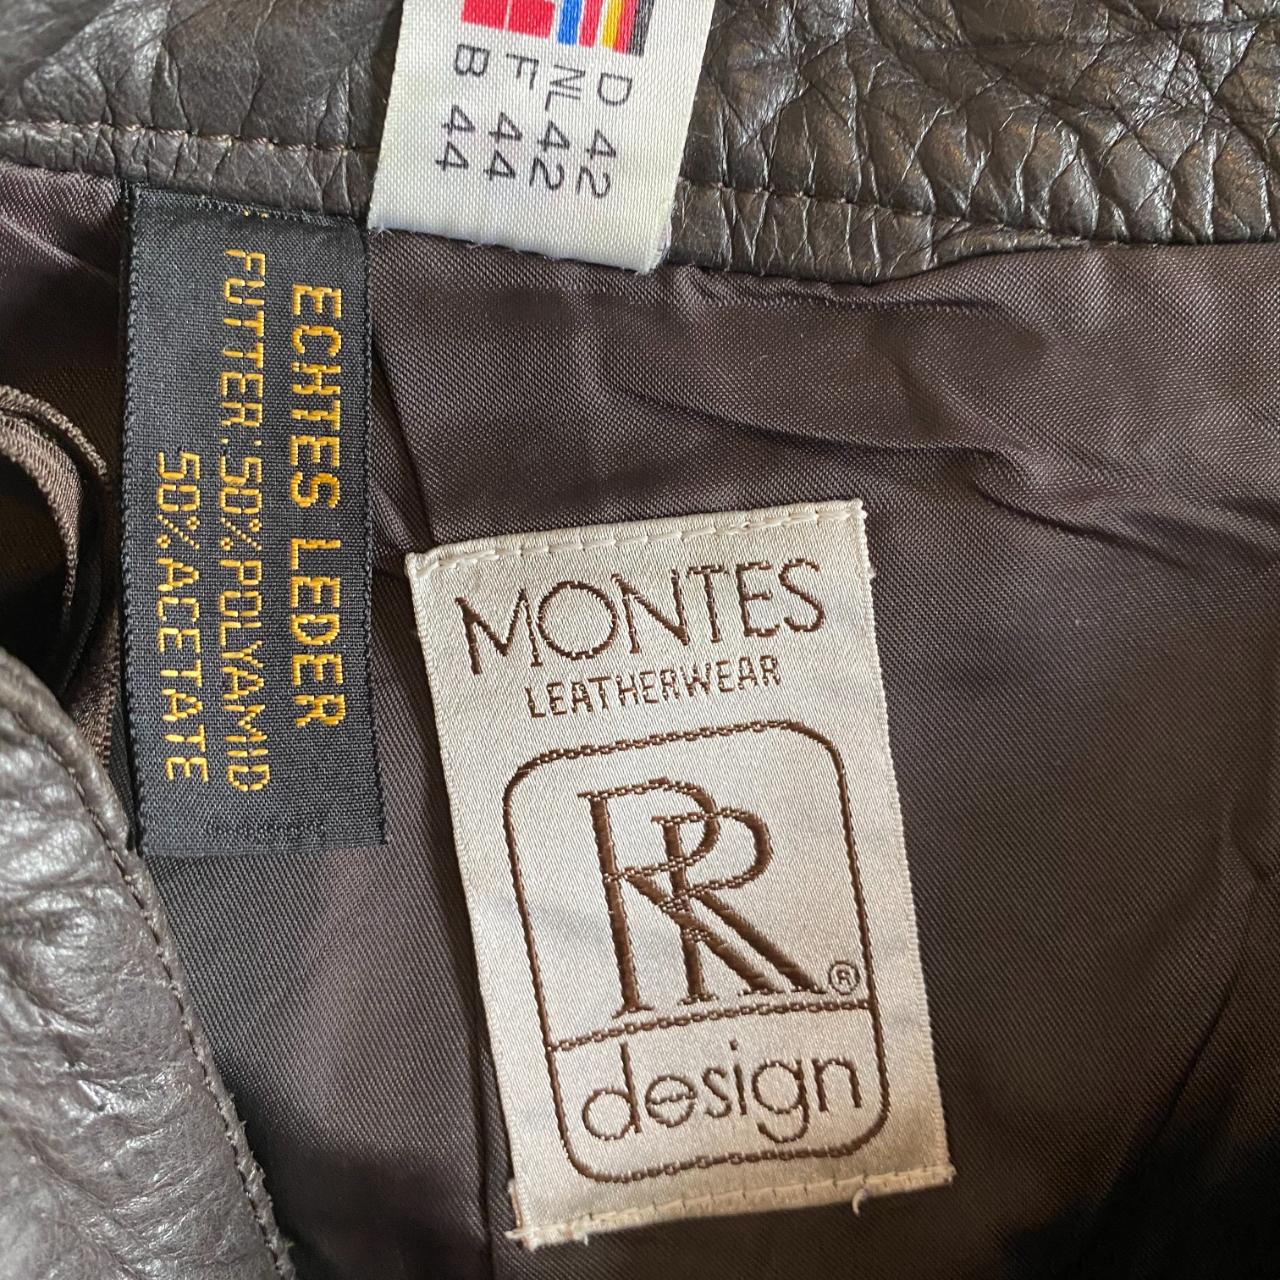 D 42
NL 42
F 44
B 44
ECHTES LEDER
FUTTER:50%POLYAMID
50%ACETATE
MONTES
LEATHERWEAR
RR®
design